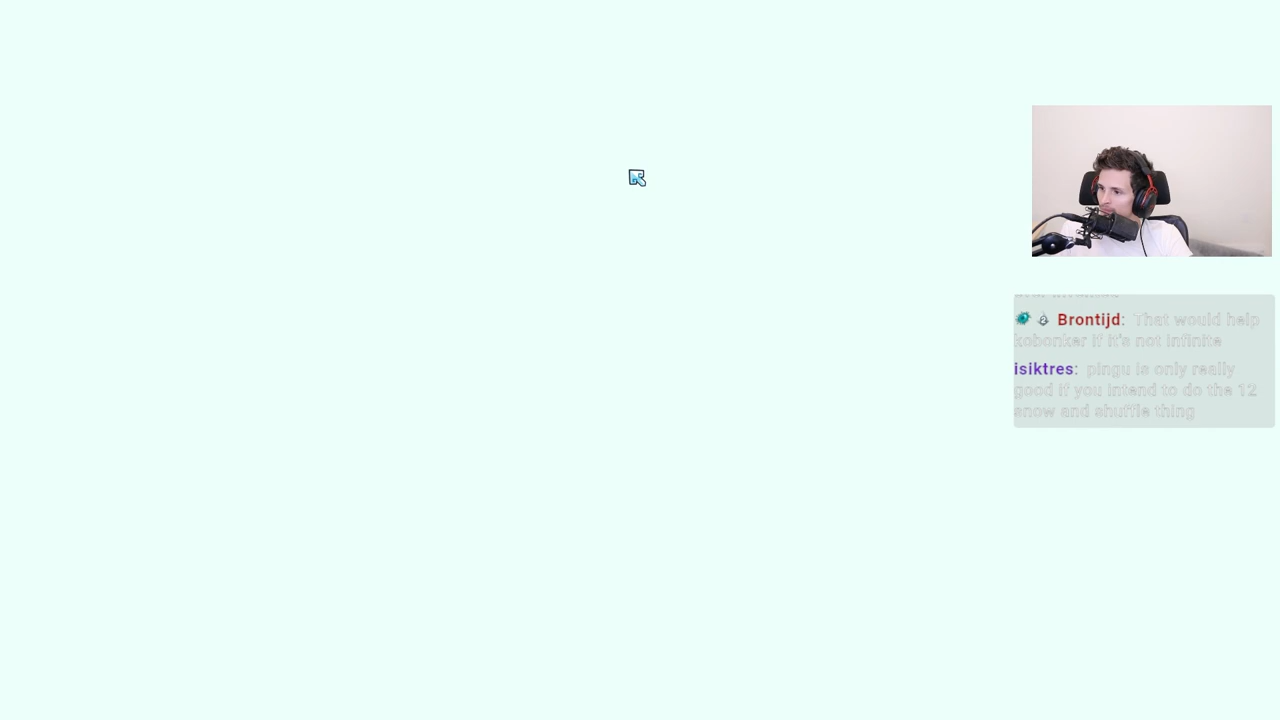 Brontijd: That would help
kobonker if it's not infinite
isiktres: pingu is only really
good if you intend to do the 12
snow and shuffle thing